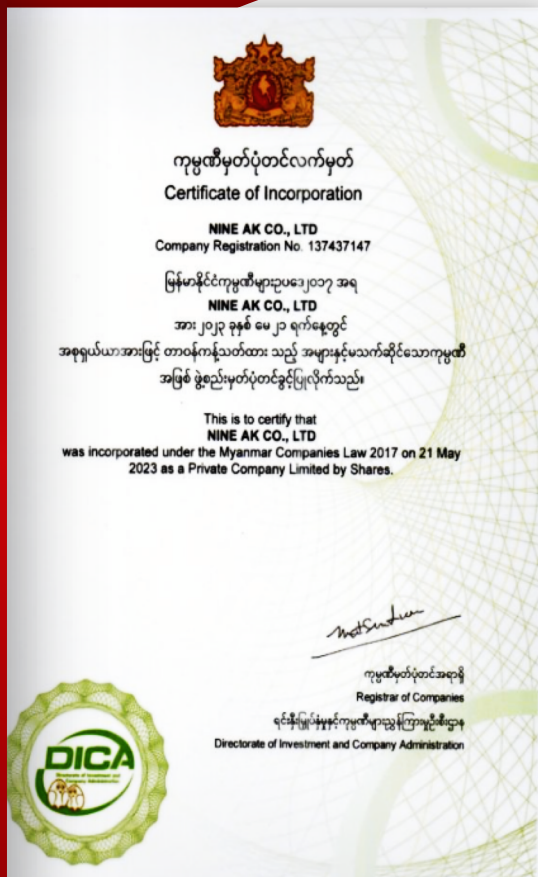 ကုမ္ပဏီမှတ်ပုံတင်လက်မှတ်
Certificate of Incorporation
NINE AK CO., LTD
Company Registration No. 137437147
မြန်မာနိုင်ငံကုမ္ပဏီများဥပဒေ၂၀၁၇ အရ
NINE AK CO., LTD
အား ၂၀၂၃ ခုနှစ် မေ ၂၁ ရက်နေ့တွင်
အစုရှယ်ယာအားဖြင့် တာဝန်ကန့်သတ်ထား သည့် အများနှင့်မသက်ဆိုင်သောကုမ္ပဏီ
အဖြစ် ဖွဲ့စည်းမှတ်ပုံတင်ခွင့်ပြုလိုက်သည်။
This is to certify that
NINE AK CO., LTD
was incorporated under the Myanmar Companies Law 2017 on 21 May
2023 as a Private Company Limited by Shares.
ကုမ္ပဏီမှတ်ပုံတင်အရာရှိ
Registrar of Companies
ရင်းနှီးမြှုပ်နှံမှုနှင့်ကုမ္ပဏီများညွှန်ကြားမှုဦးစီးဌာန
Directorate of Investment and Company Administration
DICA
Directorate of Investment and
Company Administration